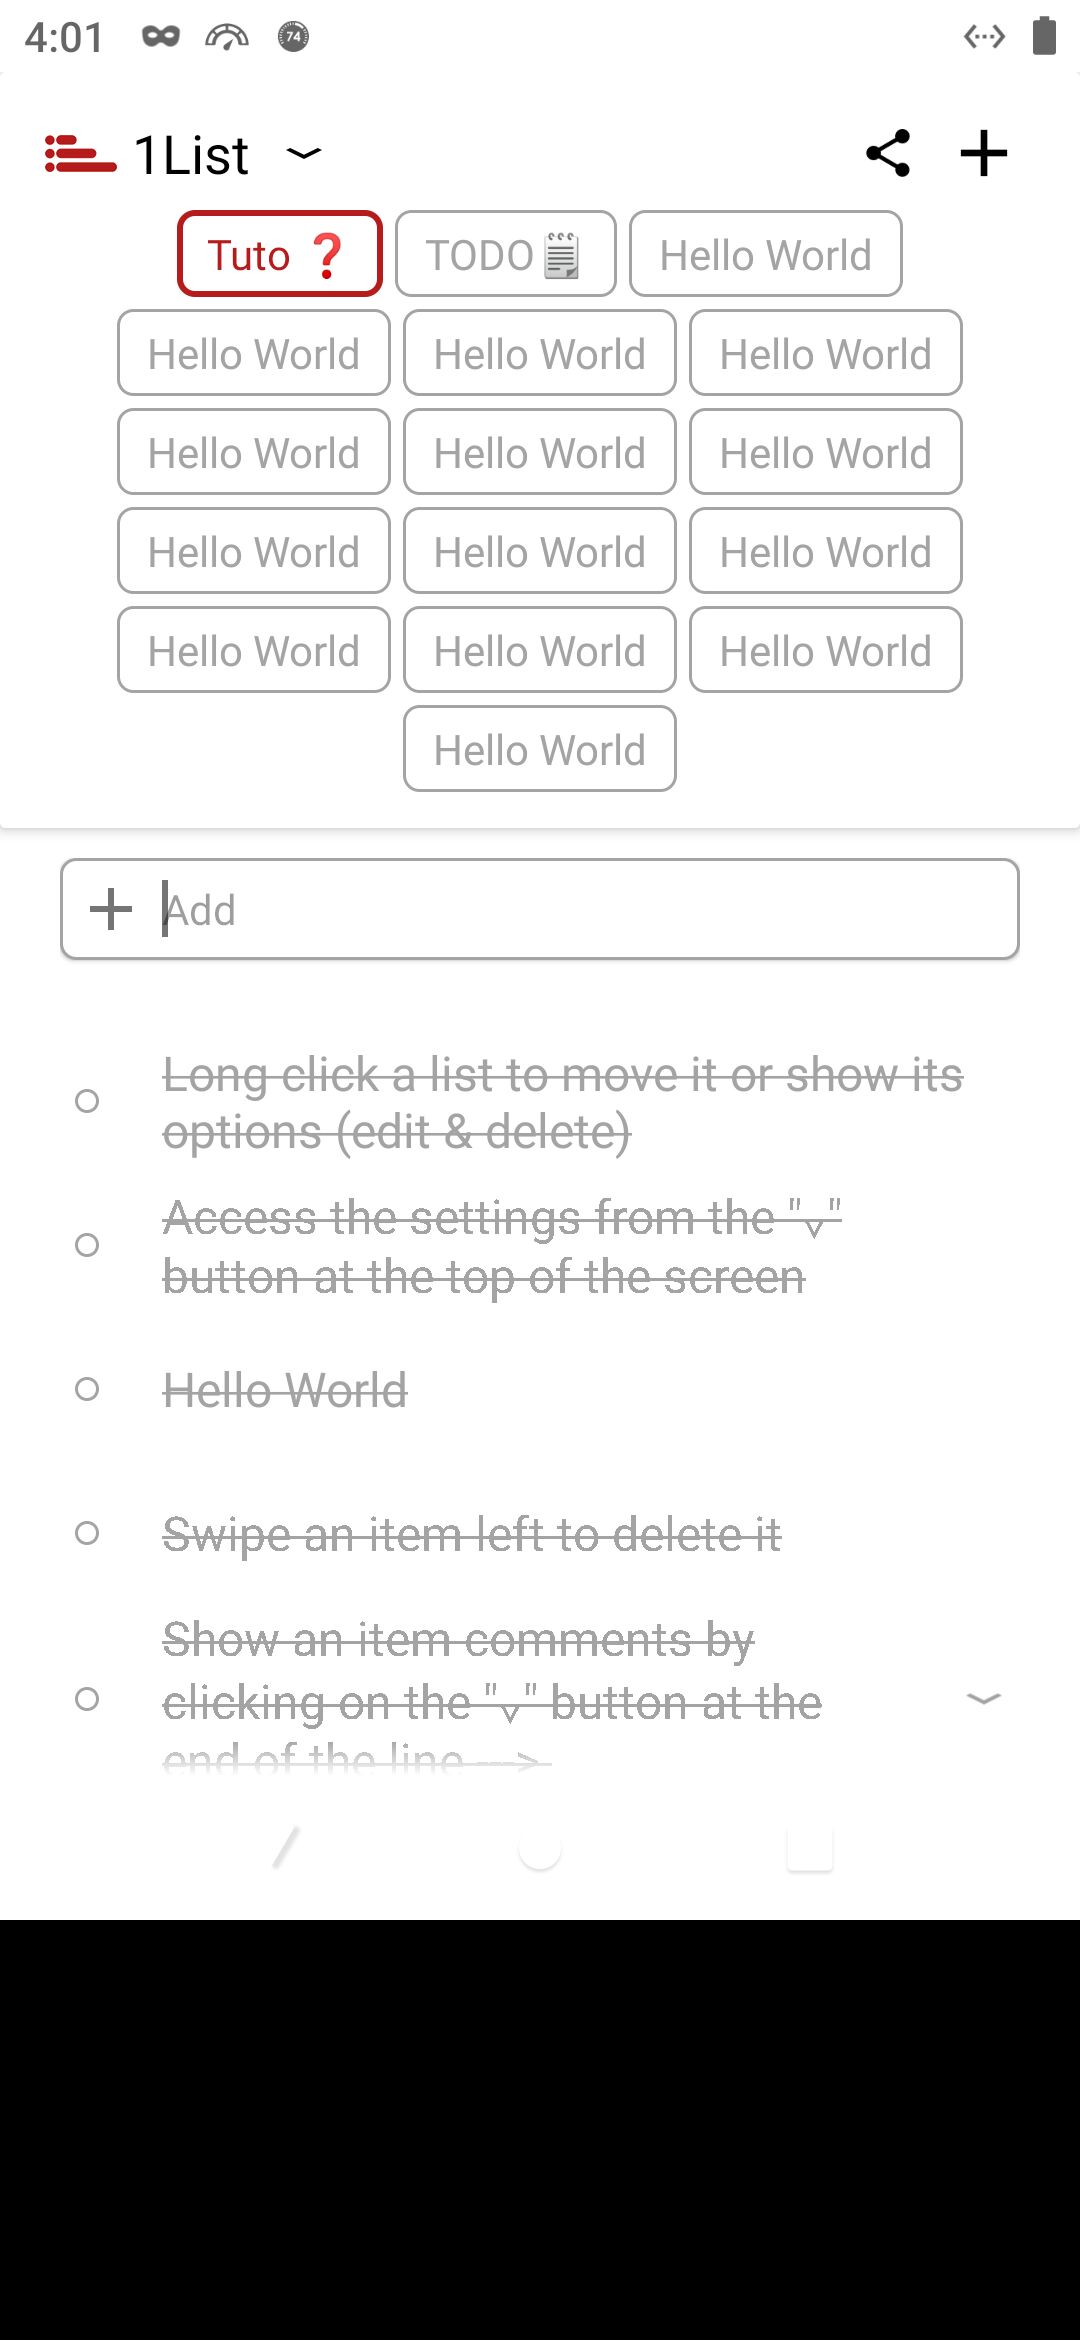 4:01
74
1List
Tuto ❓ TODO🗒 Hello World
Hello World Hello World Hello World
Hello World Hello World Hello World
Hello World Hello World Hello World
Hello World Hello World Hello World
Hello World
Add
Long click a list to move it or show its
options (edit & delete)
Access the settings from the "⌄"
button at the top of the screen
Hello World
Swipe an item left to delete it
Show an item comments by
clicking on the "⌄" button at the
end of the line --->